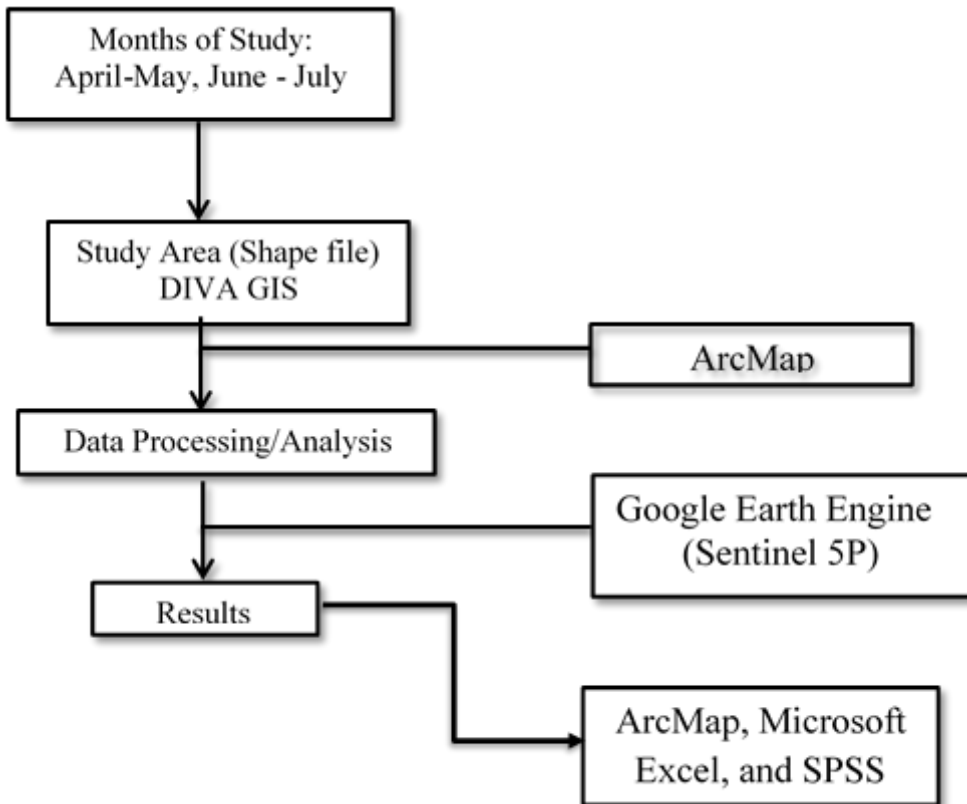 Months of Study:
April-May, June - July
Study Area (Shape file)
DIVA GIS
ArcMap
Data Processing/Analysis
Google Earth Engine
(Sentinel 5P)
Results
ArcMap, Microsoft
Excel, and SPSS